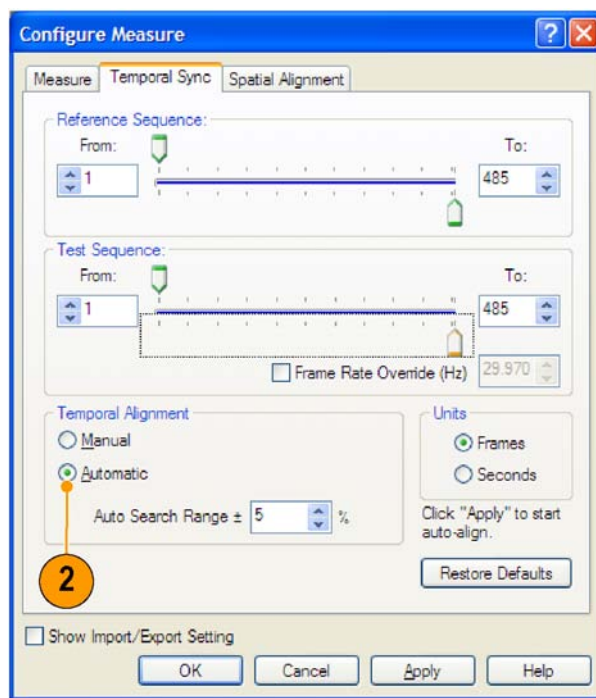 Configure Measure
Measure Temporal Sync Spatial Alignment
Reference Sequence:
From: To:
1 485
Test Sequence:
From: To:
1 485
Frame Rate Override (Hz) 29.970
Temporal Alignment
Manual
Automatic
Auto Search Range ± 5 %
2
Units
Frames
Seconds
Click "Apply" to start
auto-align.
Restore Defaults
Show Import/Export Setting
OK Cancel Apply Help